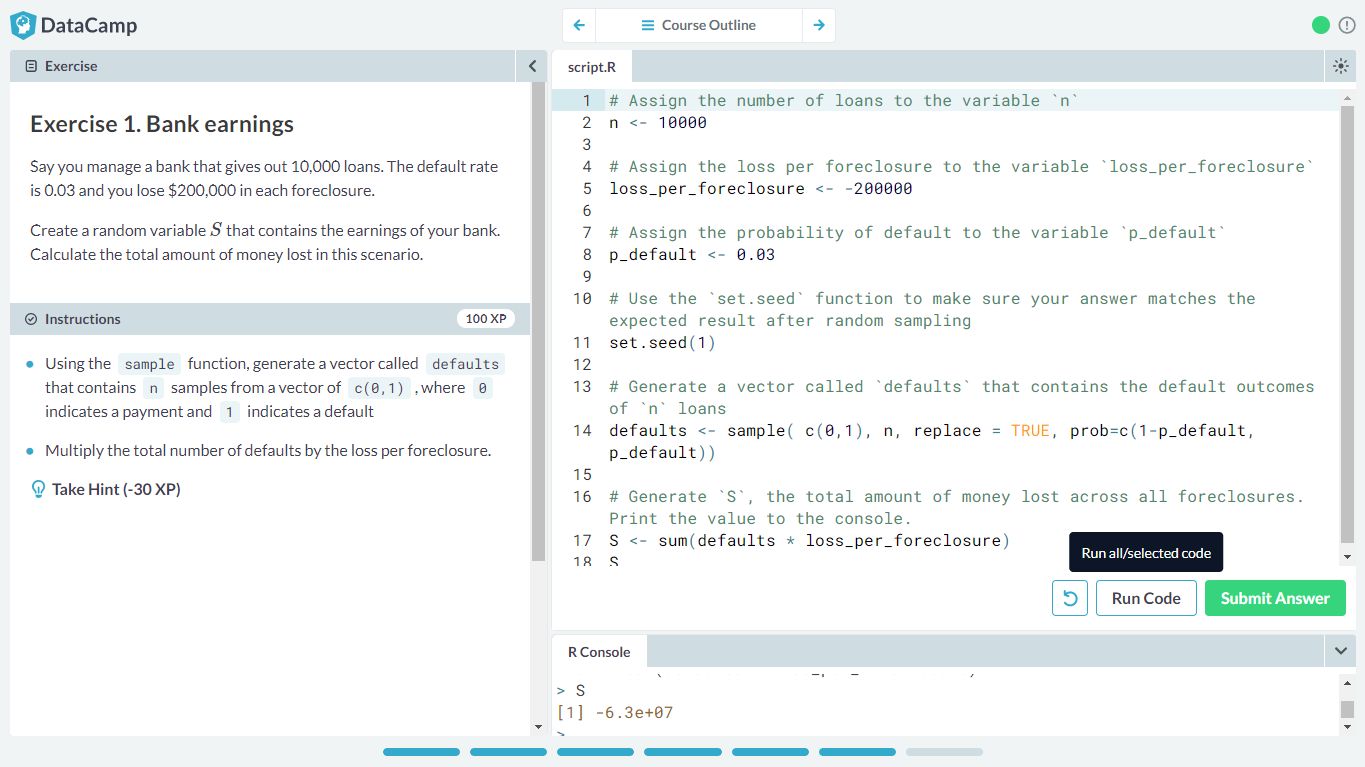 DataCamp
Course Outline
Exercise
Exercise 1. Bank earnings
Say you manage a bank that gives out 10,000 loans. The default rate
is 0.03 and you lose $200,000 in each foreclosure.
Create a random variable S that contains the earnings of your bank.
Calculate the total amount of money lost in this scenario.
Instructions
100 XP
Using the sample function, generate a vector called defaults
that contains n samples from a vector of c(0,1) , where 0
indicates a payment and 1 indicates a default
Multiply the total number of defaults by the loss per foreclosure.
Take Hint (-30 XP)
script.R
1 # Assign the number of loans to the variable `n`
2 n <- 10000
3
4 # Assign the loss per foreclosure to the variable `loss_per_foreclosure`
5 loss_per_foreclosure <- -200000
6
7 # Assign the probability of default to the variable `p_default`
8 p_default <- 0.03
9
10 # Use the `set.seed` function to make sure your answer matches the
expected result after random sampling
11 set.seed(1)
12
13 # Generate a vector called `defaults` that contains the default outcomes
of `n` loans
14 defaults <- sample( c(0,1), n, replace = TRUE, prob=c(1-p_default,
p_default))
15
16 # Generate `S`, the total amount of money lost across all foreclosures.
Print the value to the console.
17 S <- sum(defaults * loss_per_foreclosure)
18 S
Run all/selected code
Run Code
Submit Answer
R Console
> S
[1] -6.3e+07
>